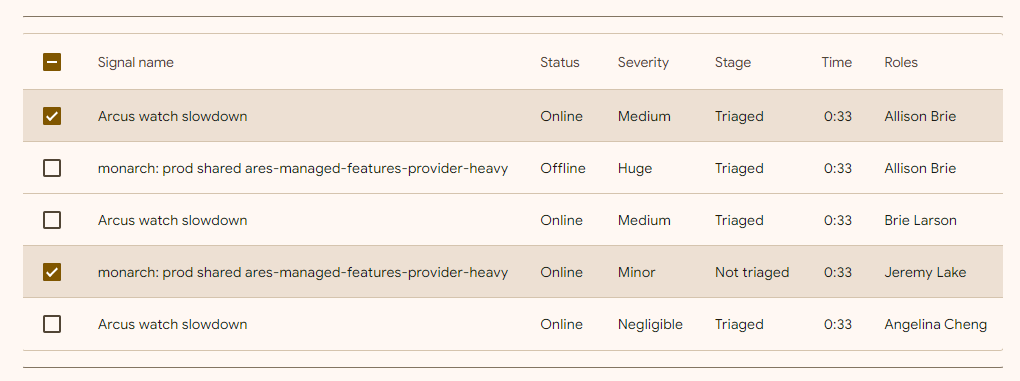 Signal name Status Severity Stage Time Roles
Arcus watch slowdown Online Medium Triaged 0:33 Allison Brie
monarch: prod shared ares-managed-features-provider-heavy Offline Huge Triaged 0:33 Allison Brie
Arcus watch slowdown Online Medium Triaged 0:33 Brie Larson
monarch: prod shared ares-managed-features-provider-heavy Online Minor Not triaged 0:33 Jeremy Lake
Arcus watch slowdown Online Negligible Triaged 0:33 Angelina Cheng